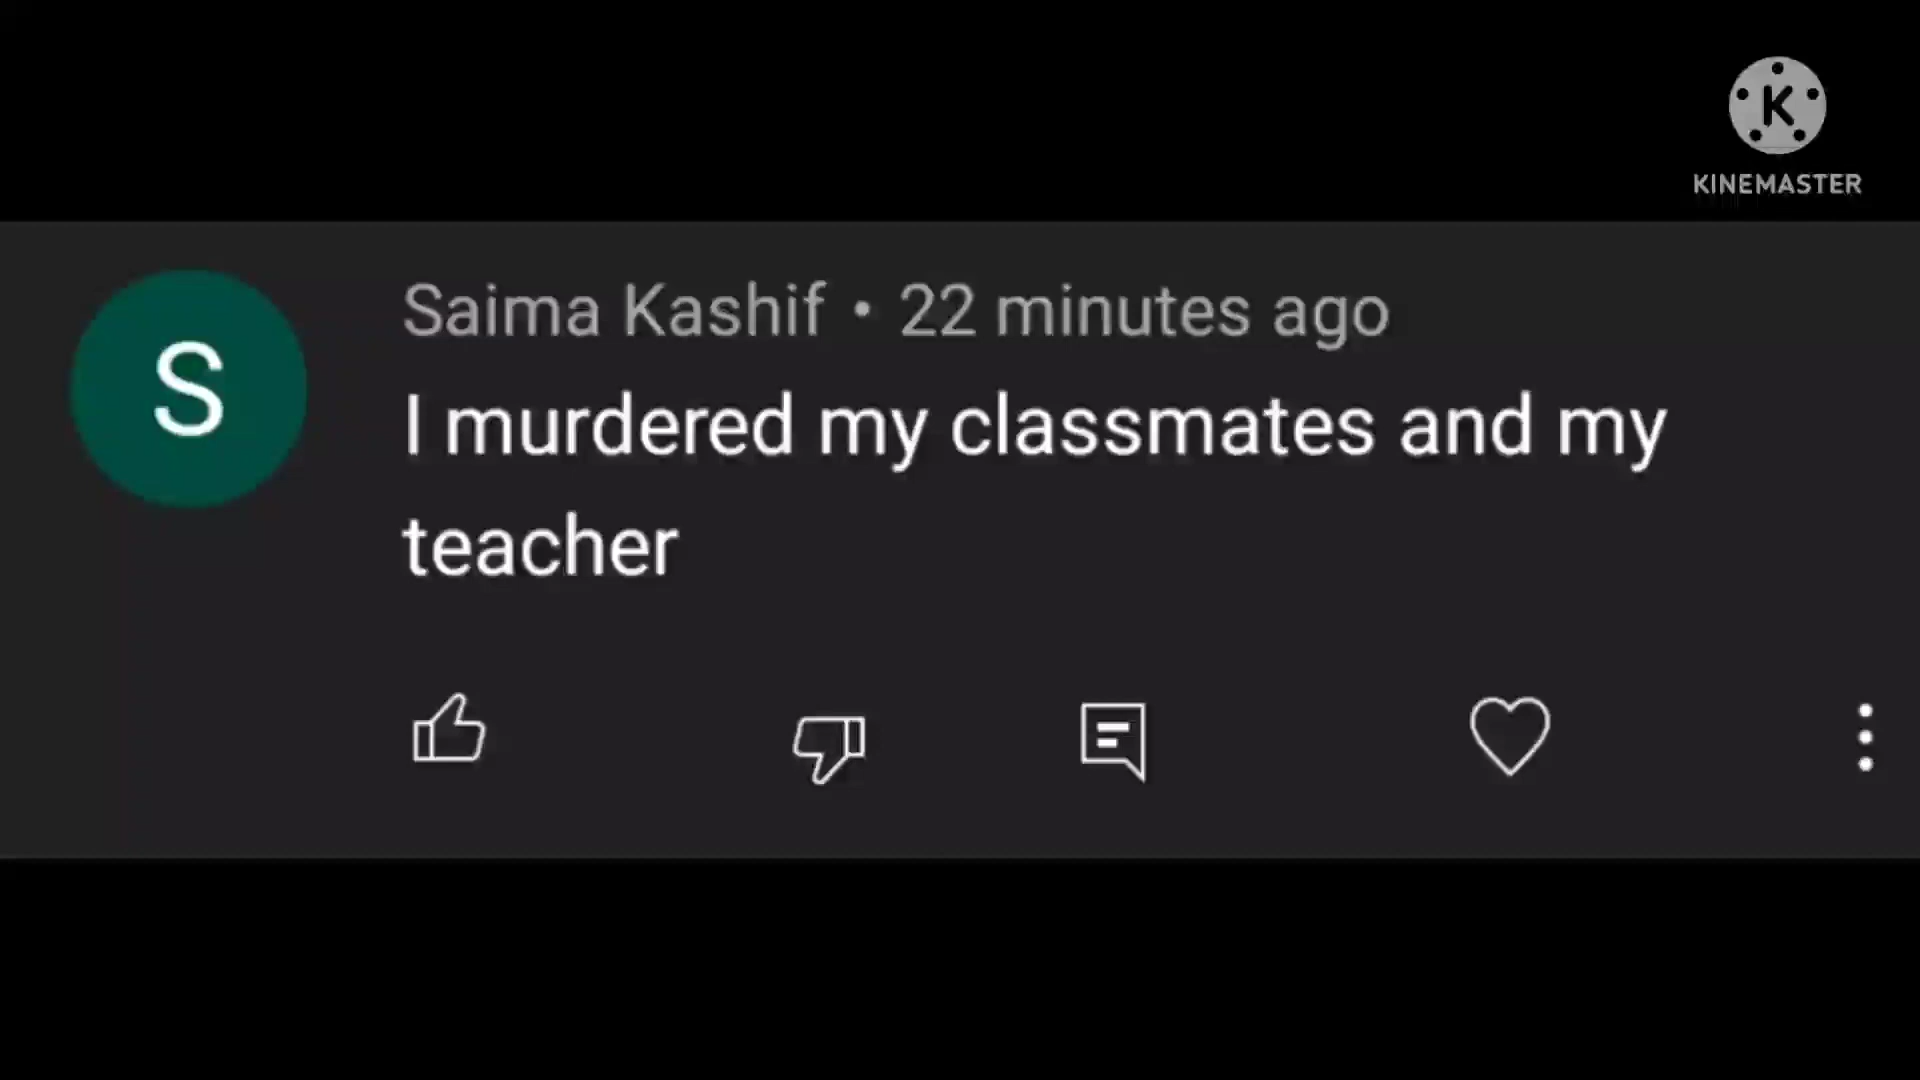 K
KINEMASTER
S
Saima Kashif • 22 minutes ago
I murdered my classmates and my
teacher